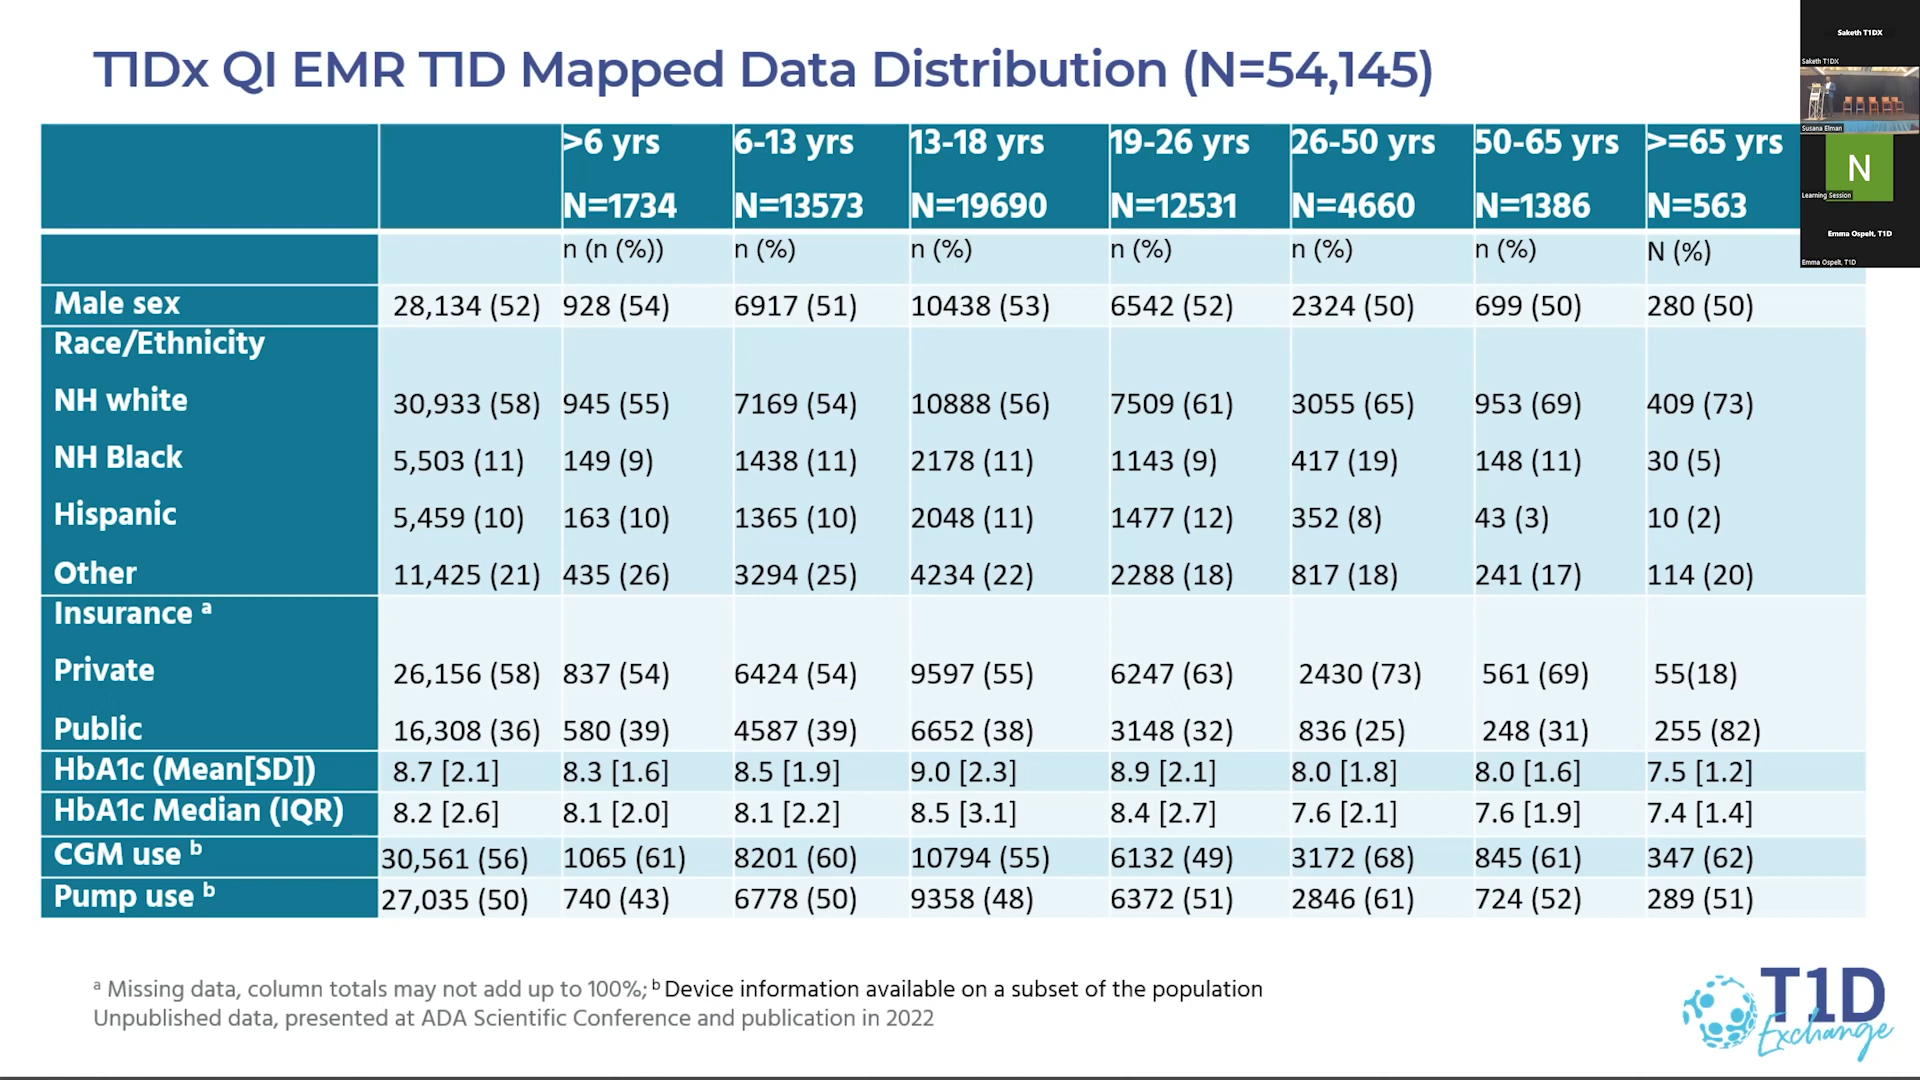 T1Dx QI EMR T1D Mapped Data Distribution (N=54,145)
Saketh T1DX
Saketh T1DX
Susana Elman
N
Learning Session
Emma Ospelt, T1D
Emma Ospelt, T1D
>6 yrs 6-13 yrs 13-18 yrs 19-26 yrs 26-50 yrs 50-65 yrs >=65 yrs
N=1734 N=13573 N=19690 N=12531 N=4660 N=1386 N=563
n (n (%)) n (%) n (%) n (%) n (%) n (%) N (%)
Male sex 28,134 (52) 928 (54) 6917 (51) 10438 (53) 6542 (52) 2324 (50) 699 (50) 280 (50)
Race/Ethnicity
NH white 30,933 (58) 945 (55) 7169 (54) 10888 (56) 7509 (61) 3055 (65) 953 (69) 409 (73)
NH Black 5,503 (11) 149 (9) 1438 (11) 2178 (11) 1143 (9) 417 (19) 148 (11) 30 (5)
Hispanic 5,459 (10) 163 (10) 1365 (10) 2048 (11) 1477 (12) 352 (8) 43 (3) 10 (2)
Other 11,425 (21) 435 (26) 3294 (25) 4234 (22) 2288 (18) 817 (18) 241 (17) 114 (20)
Insurance a
Private 26,156 (58) 837 (54) 6424 (54) 9597 (55) 6247 (63) 2430 (73) 561 (69) 55(18)
Public 16,308 (36) 580 (39) 4587 (39) 6652 (38) 3148 (32) 836 (25) 248 (31) 255 (82)
HbA1c (Mean[SD]) 8.7 [2.1] 8.3 [1.6] 8.5 [1.9] 9.0 [2.3] 8.9 [2.1] 8.0 [1.8] 8.0 [1.6] 7.5 [1.2]
HbA1c Median (IQR) 8.2 [2.6] 8.1 [2.0] 8.1 [2.2] 8.5 [3.1] 8.4 [2.7] 7.6 [2.1] 7.6 [1.9] 7.4 [1.4]
CGM use b 30,561 (56) 1065 (61) 8201 (60) 10794 (55) 6132 (49) 3172 (68) 845 (61) 347 (62)
Pump use b 27,035 (50) 740 (43) 6778 (50) 9358 (48) 6372 (51) 2846 (61) 724 (52) 289 (51)
a Missing data, column totals may not add up to 100%; b Device information available on a subset of the population
Unpublished data, presented at ADA Scientific Conference and publication in 2022
T1D
Exchange